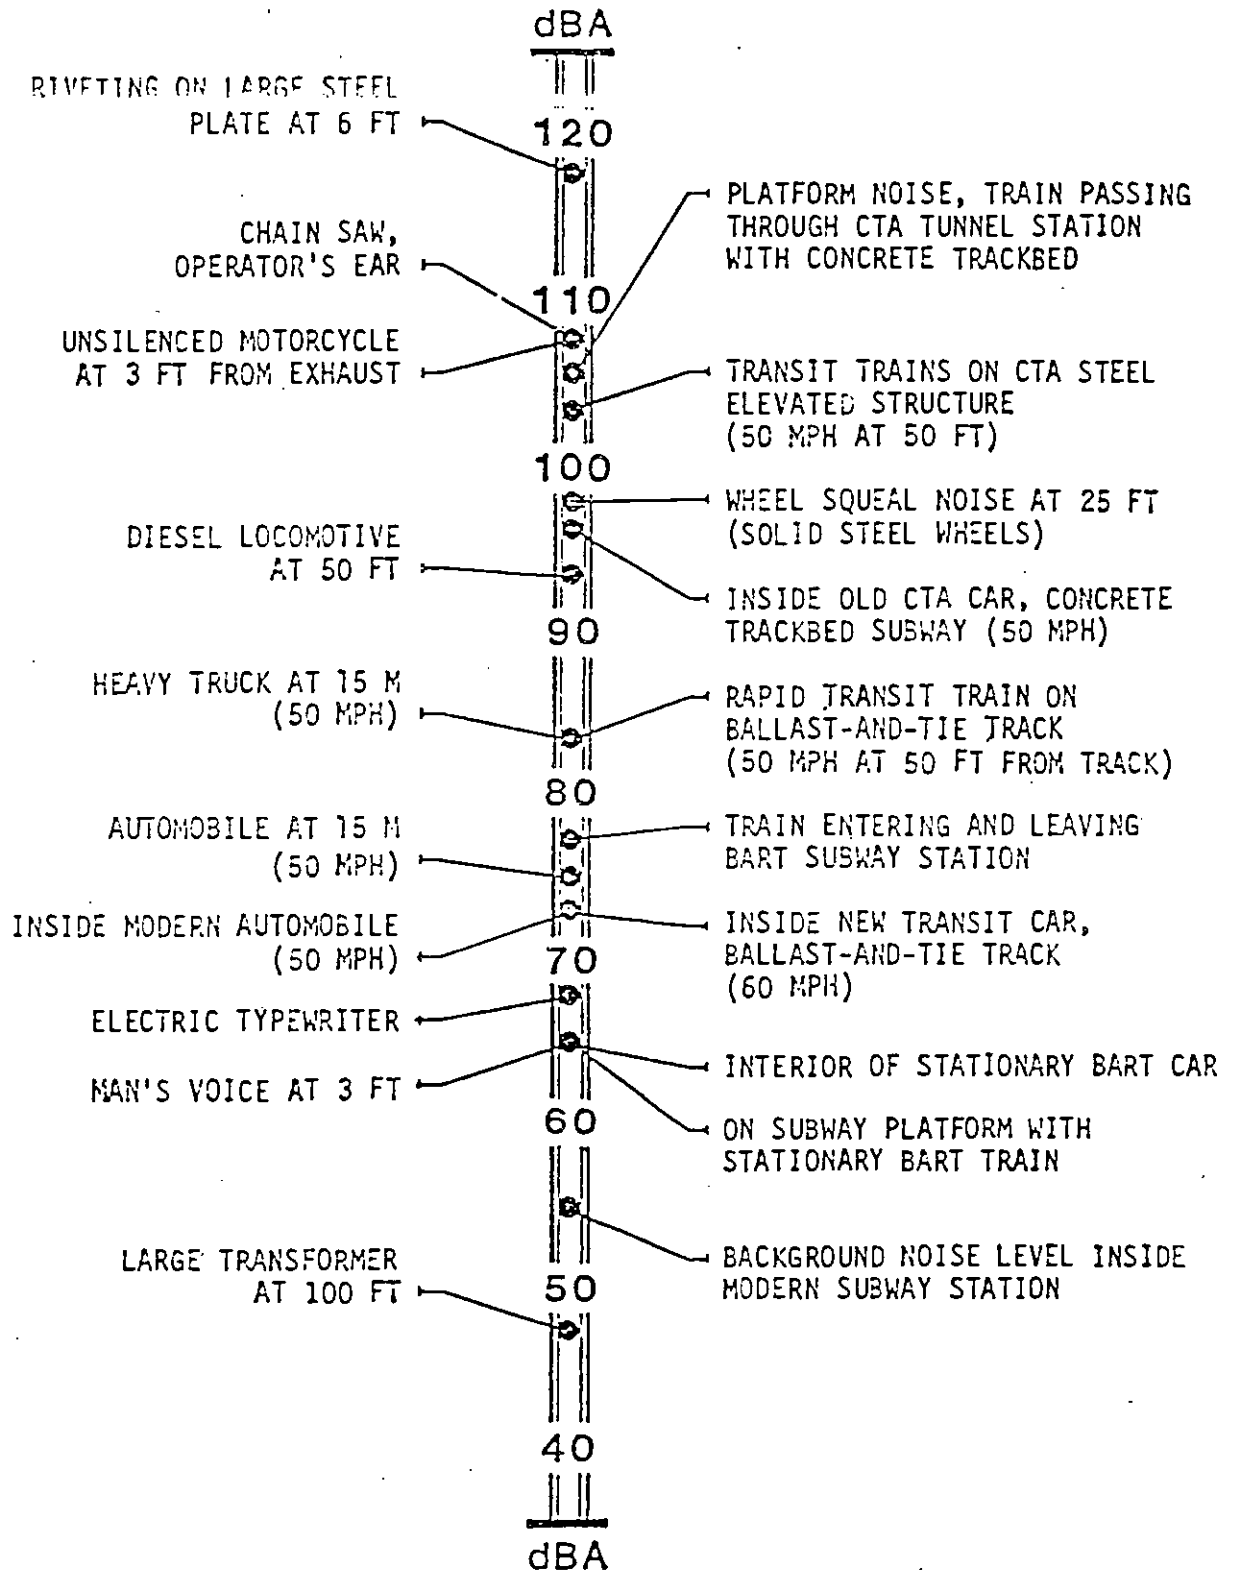 dBA
RIVETING ON LARGE STEEL
PLATE AT 6 FT
120
PLATFORM NOISE, TRAIN PASSING
THROUGH CTA TUNNEL STATION
WITH CONCRETE TRACKBED
CHAIN SAW,
OPERATOR'S EAR
110
UNSILENCED MOTORCYCLE
AT 3 FT FROM EXHAUST
TRANSIT TRAINS ON CTA STEEL
ELEVATED STRUCTURE
(50 MPH AT 50 FT)
100
WHEEL SQUEAL NOISE AT 25 FT
(SOLID STEEL WHEELS)
DIESEL LOCOMOTIVE
AT 50 FT
INSIDE OLD CTA CAR, CONCRETE
TRACKBED SUBWAY (50 MPH)
90
HEAVY TRUCK AT 15 M
(50 MPH)
RAPID TRANSIT TRAIN ON
BALLAST-AND-TIE TRACK
(50 MPH AT 50 FT FROM TRACK)
80
AUTOMOBILE AT 15 M
(50 MPH)
TRAIN ENTERING AND LEAVING
BART SUBWAY STATION
INSIDE MODERN AUTOMOBILE
(50 MPH)
INSIDE NEW TRANSIT CAR,
BALLAST-AND-TIE TRACK
(60 MPH)
70
ELECTRIC TYPEWRITER
MAN'S VOICE AT 3 FT
INTERIOR OF STATIONARY BART CAR
60
ON SUBWAY PLATFORM WITH
STATIONARY BART TRAIN
LARGE TRANSFORMER
AT 100 FT
BACKGROUND NOISE LEVEL INSIDE
MODERN SUBWAY STATION
50
40
dBA